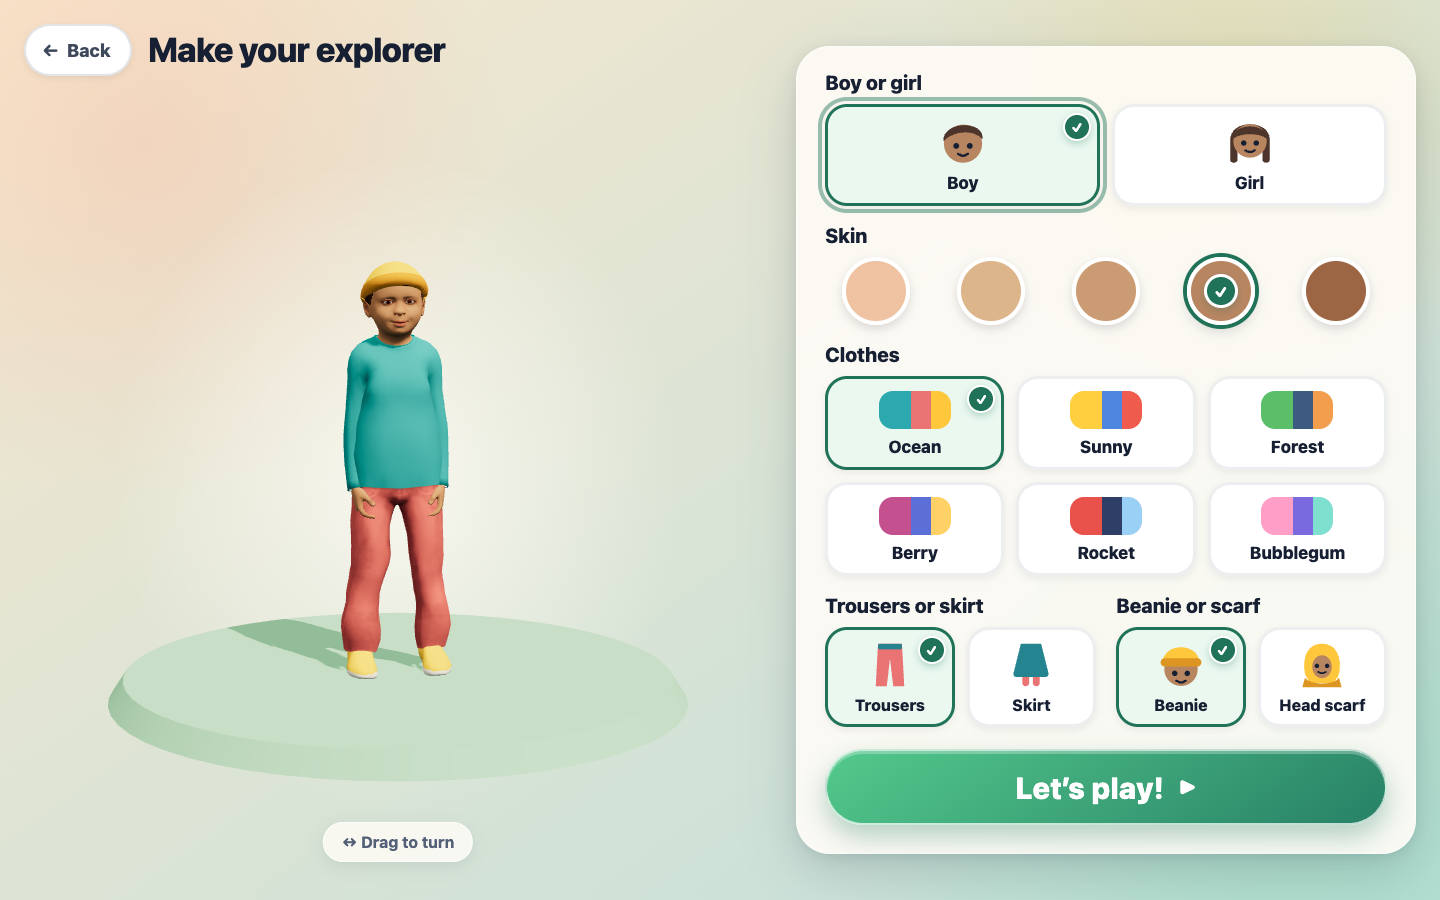 Back
Make your explorer
Boy or girl
Boy
Girl
Skin
Clothes
Ocean
Sunny
Forest
Berry
Rocket
Bubblegum
Trousers or skirt
Beanie or scarf
Trousers
Skirt
Beanie
Head scarf
Let's play!
Drag to turn